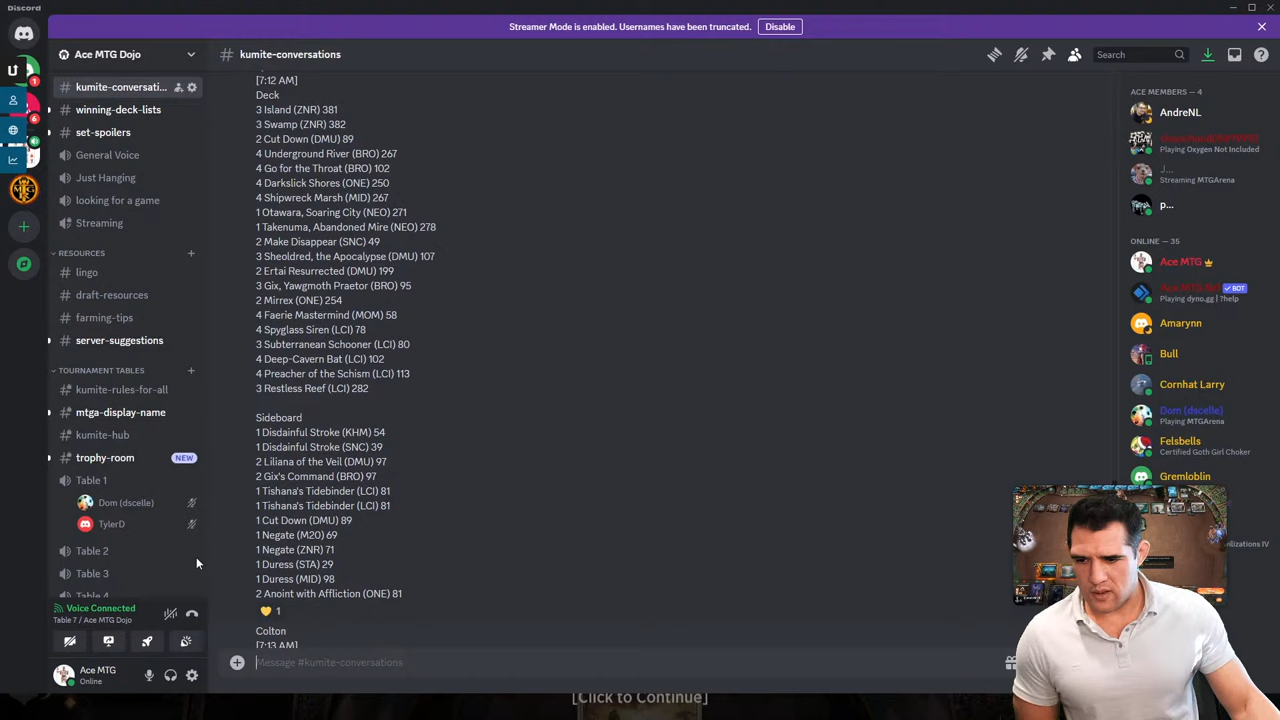 Discord
Streamer Mode is enabled. Usernames have been truncated.
Disable
Ace MTG Dojo
kumite-conversations
Search
kumite-conversati...
winning-deck-lists
set-spoilers
General Voice
Just Hanging
looking for a game
Streaming
RESOURCES
lingo
draft-resources
farming-tips
server-suggestions
TOURNAMENT TABLES
kumite-rules-for-all
mtga-display-name
kumite-hub
trophy-room
NEW
Table 1
Dom (dscelle)
TylerD
Table 2
Table 3
Table 4
Voice Connected
Table 7 / Ace MTG Dojo
Ace MTG
Online
1
6
[7:12 AM]
Deck
3 Island (ZNR) 381
3 Swamp (ZNR) 382
2 Cut Down (DMU) 89
4 Underground River (BRO) 267
4 Go for the Throat (BRO) 102
4 Darkslick Shores (ONE) 250
4 Shipwreck Marsh (MID) 267
1 Otawara, Soaring City (NEO) 271
1 Takenuma, Abandoned Mire (NEO) 278
2 Make Disappear (SNC) 49
3 Sheoldred, the Apocalypse (DMU) 107
2 Ertai Resurrected (DMU) 199
3 Gix, Yawgmoth Praetor (BRO) 95
2 Mirrex (ONE) 254
4 Faerie Mastermind (MOM) 58
4 Spyglass Siren (LCI) 78
3 Subterranean Schooner (LCI) 80
4 Deep-Cavern Bat (LCI) 102
4 Preacher of the Schism (LCI) 113
3 Restless Reef (LCI) 282
Sideboard
1 Disdainful Stroke (KHM) 54
1 Disdainful Stroke (SNC) 39
2 Liliana of the Veil (DMU) 97
2 Gix's Command (BRO) 97
1 Tishana's Tidebinder (LCI) 81
1 Tishana's Tidebinder (LCI) 81
1 Cut Down (DMU) 89
1 Negate (M20) 69
1 Negate (ZNR) 71
1 Duress (STA) 29
1 Duress (MID) 98
2 Anoint with Affliction (ONE) 81
1
Colton
[7:13 AM]
Message #kumite-conversations
[Click to Continue]
ACE MEMBERS — 4
AndreNL
Playing Oxygen Not Included
J...
Streaming MTGArena
p...
ONLINE — 35
Ace MTG
BOT
Playing dyno.gg | ?help
Amarynn
Bull
Cornhat Larry
Dom (dscelle)
Playing MTGArena
Felsbells
Certified Goth Girl Choker
Gremloblin
ilizations IV